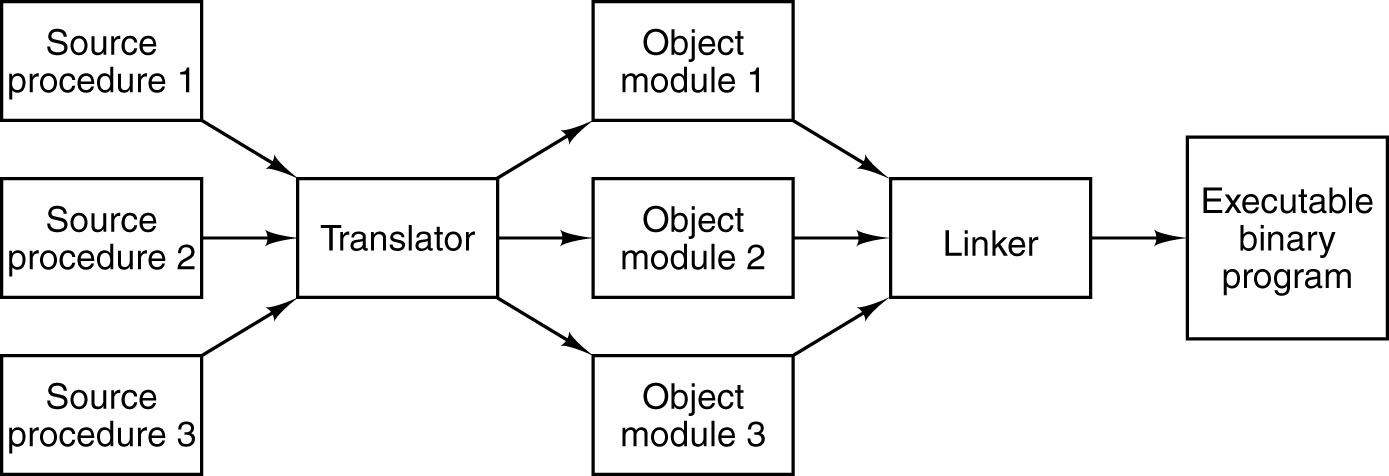 Source
procedure 1
Object
module 1
Source
procedure 2
Translator
Object
module 2
Linker
Executable
binary
program
Source
procedure 3
Object
module 3